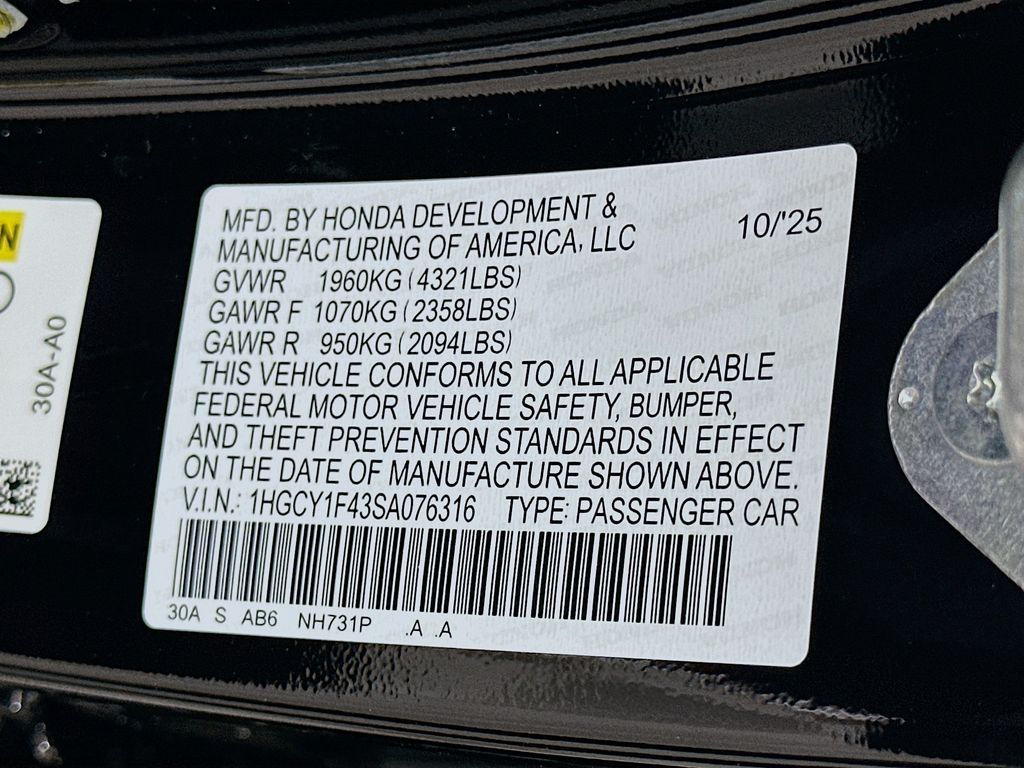 MFD. BY HONDA DEVELOPMENT &
MANUFACTURING OF AMERICA, LLC
10/'25
GVWR 1960KG (4321LBS)
GAWR F 1070KG (2358LBS)
GAWR R 950KG (2094LBS)
THIS VEHICLE CONFORMS TO ALL APPLICABLE
FEDERAL MOTOR VEHICLE SAFETY, BUMPER,
AND THEFT PREVENTION STANDARDS IN EFFECT
ON THE DATE OF MANUFACTURE SHOWN ABOVE.
V.I.N.: 1HGCY1F43SA076316 TYPE: PASSENGER CAR
30A S AB6 NH731P .A .A
N
30A-A0